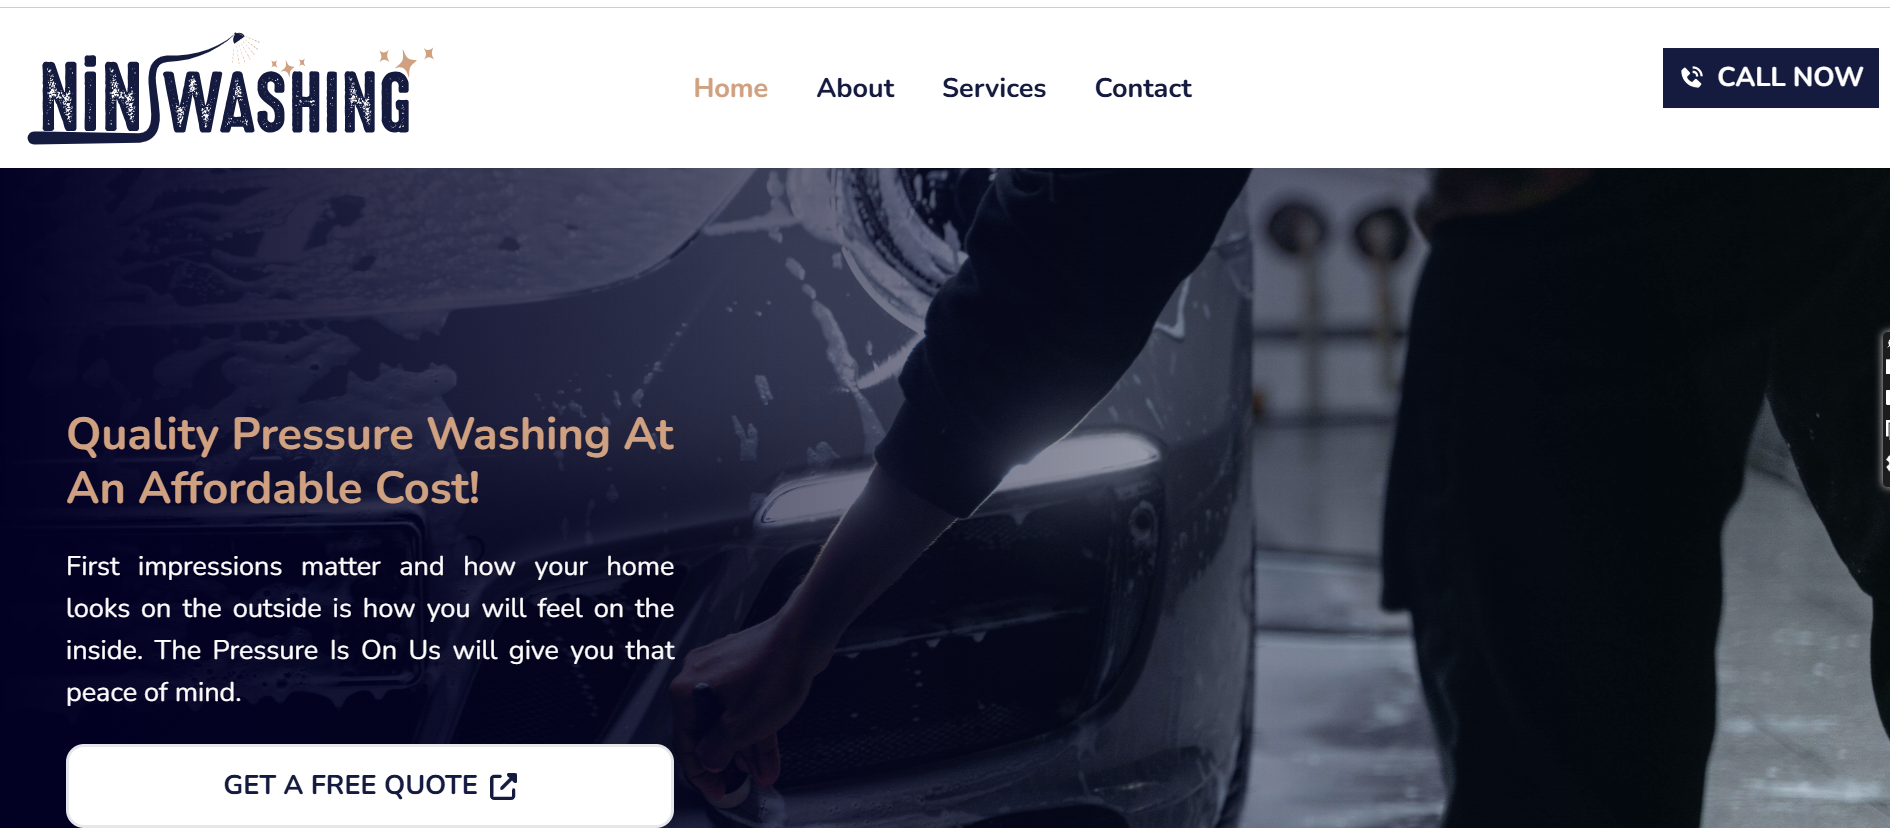 NiN WASHING
Home
About
Services
Contact
CALL NOW
Quality Pressure Washing At
An Affordable Cost!
First impressions matter and how your home
looks on the outside is how you will feel on the
inside. The Pressure Is On Us will give you that
peace of mind.
GET A FREE QUOTE